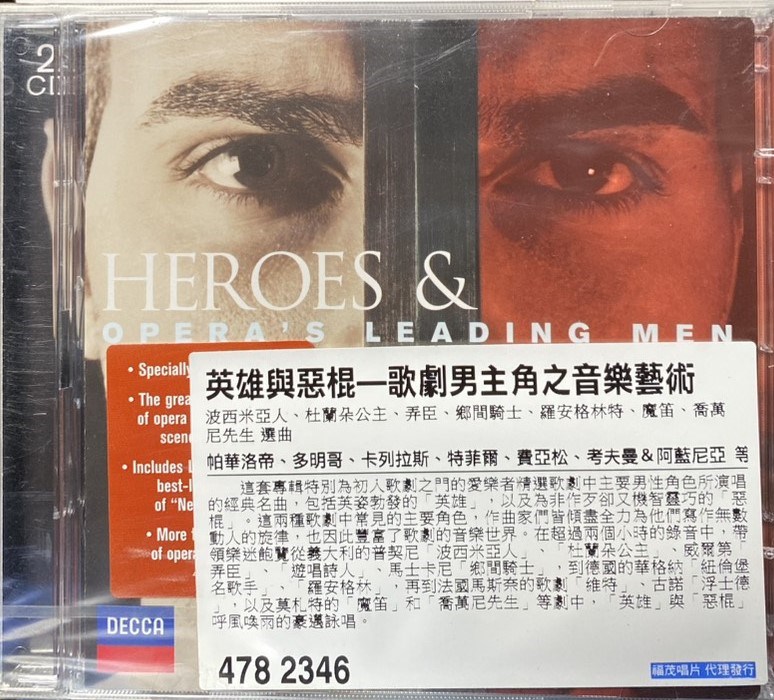 2
CD
HEROES &
OPERA'S LEADING MEN
• Specially
• The grea
of opera
scen
• Includes L
best-l
of “Ne
• More t
of opera
英雄與惡棍—歌劇男主角之音樂藝術
波西米亞人、杜蘭朵公主、弄臣、鄉間騎士、羅安格林特、魔笛、喬萬
尼先生 選曲
帕華洛帝、多明哥、卡列拉斯、特菲爾、費亞松、考夫曼&阿藍尼亞 等
這套專輯特別為初入歌劇之門的愛樂者精選歌劇中主要男性角色所演唱
的經典名曲，包括英姿勃發的「英雄」，以及為非作歹卻又機智靈巧的「惡
棍」。這兩種歌劇中常見的主要角色，作曲家們皆傾盡全力為他們寫作無數
動人的旋律，也因此豐富了歌劇的音樂世界。在超過兩個小時的錄音中，帶
領樂迷飽覽從義大利的普契尼「波西米亞人」、「杜蘭朵公主」、威爾第「
弄臣」、「遊唱詩人」、馬士卡尼「鄉間騎士」，到德國的華格納「紐倫堡
名歌手」、「羅安格林」，再到法國馬斯奈的歌劇「維特」、古諾「浮士德
」，以及莫札特的「魔笛」和「喬萬尼先生」等劇中，「英雄」與「惡棍」
呼風喚雨的豪邁詠唱。
DECCA
478 2346
福茂唱片 代理發行